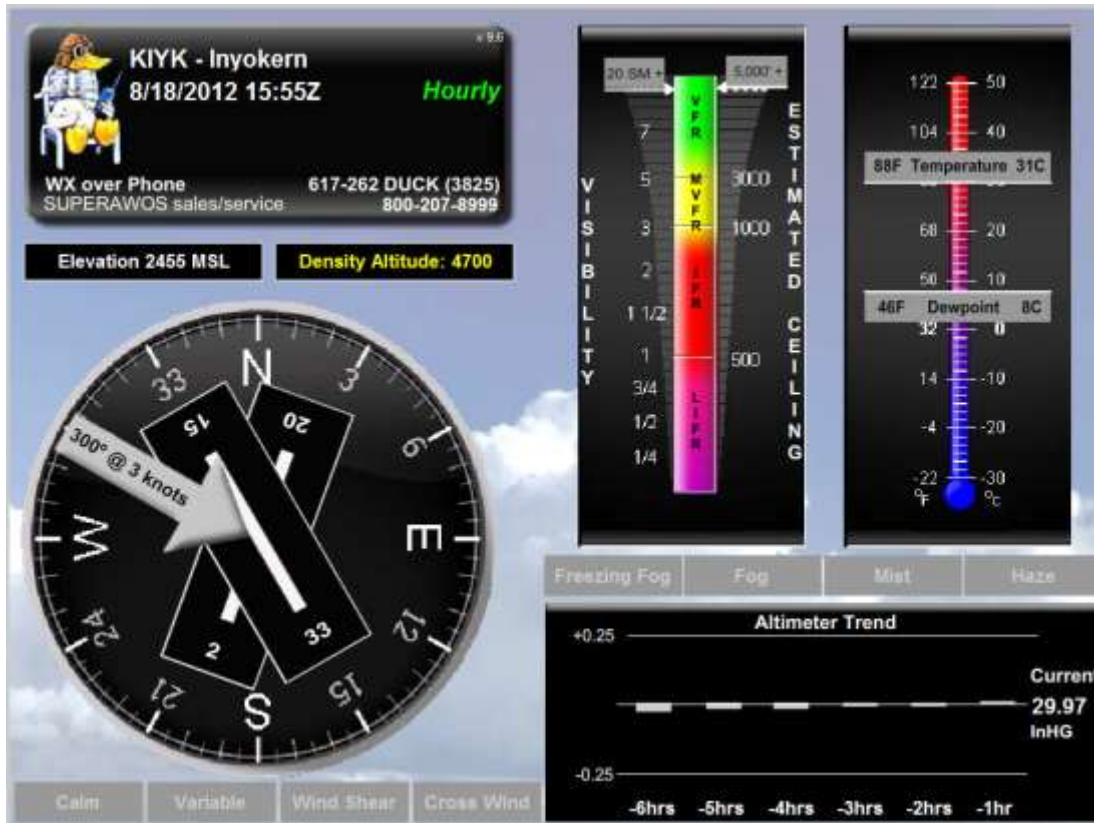 v 9.6
KIYK - Inyokern
8/18/2012 15:55Z Hourly
WX over Phone 617-262 DUCK (3825)
SUPERAWOS sales/service 800-207-8999
Elevation 2455 MSL
Density Altitude: 4700
N
3
6
E
12
15
S
21
24
W
33
300° @ 3 knots
15
20
2
33
Calm Variable Wind Shear Cross Wind
VISIBILITY
20 SM +
7
5
3
2
1 1/2
1
3/4
1/2
1/4
VFR
MVFR
IFR
LIFR
5,000' +
3000
1000
500
ESTIMATED CEILING
122 50
104 40
88F Temperature 31C
68 20
50 10
46F Dewpoint 8C
32 0
14 -10
-4 -20
-22 -30
°F °C
Freezing Fog Fog Mist Haze
Altimeter Trend
+0.25
Current
29.97
InHG
-0.25
-6hrs -5hrs -4hrs -3hrs -2hrs -1hr